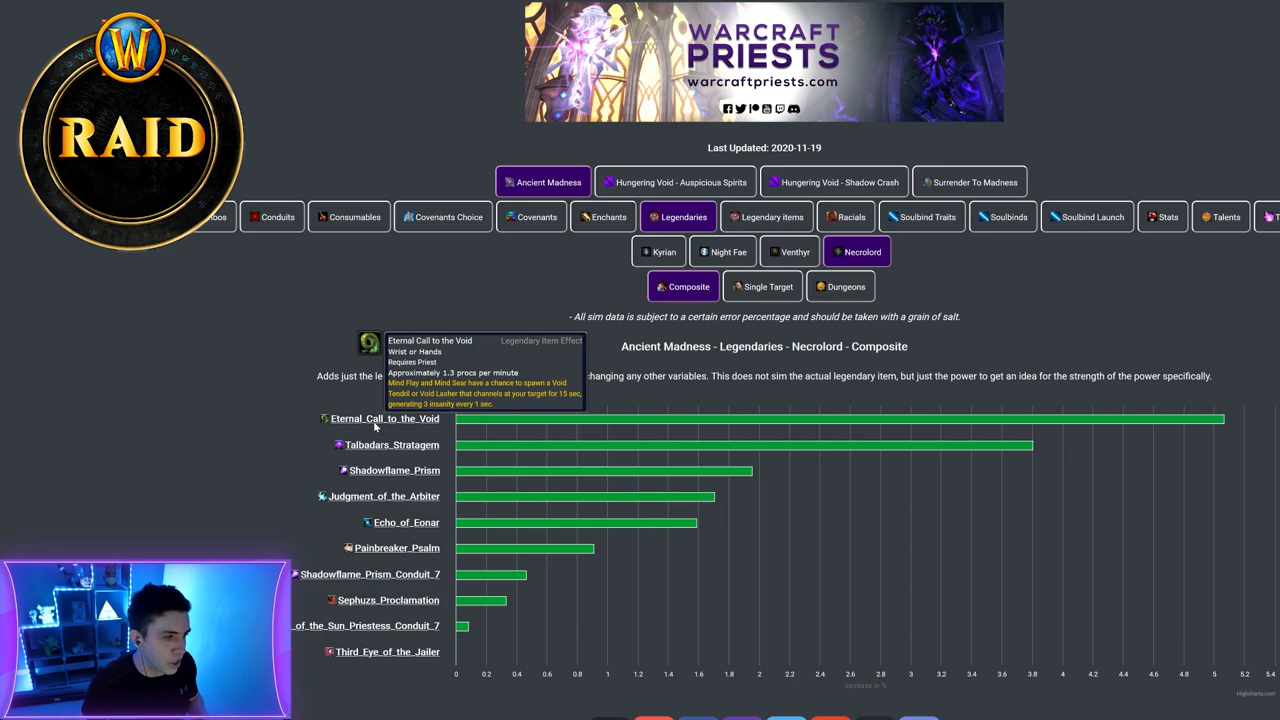 W
RAID
WARCRAFT
PRIESTS
warcraftpriests.com
Last Updated: 2020-11-19
Ancient Madness
Hungering Void - Auspicious Spirits
Hungering Void - Shadow Crash
Surrender To Madness
Conduits
Consumables
Covenants Choice
Covenants
Enchants
Legendaries
Legendary items
Racials
Soulbind Traits
Soulbinds
Soulbind Launch
Stats
Talents
Kyrian
Night Fae
Venthyr
Necrolord
Composite
Single Target
Dungeons
- All sim data is subject to a certain error percentage and should be taken with a grain of salt.
Ancient Madness - Legendaries - Necrolord - Composite
Adds just the le
changing any other variables. This does not sim the actual legendary item, but just the power to get an idea for the strength of the power specifically.
Eternal Call to the Void
Legendary Item Effect
Wrist or Hands
Requires Priest
Approximately 1.3 procs per minute
Mind Flay and Mind Sear have a chance to spawn a Void
Tendril or Void Lasher that channels at your target for 15 sec,
generating 3 insanity every 1 sec.
Eternal_Call_to_the_Void
Talbadars_Stratagem
Shadowflame_Prism
Judgment_of_the_Arbiter
Echo_of_Eonar
Painbreaker_Psalm
Shadowflame_Prism_Conduit_7
Sephuzs_Proclamation
_of_the_Sun_Priestess_Conduit_7
Third_Eye_of_the_Jailer
0 0.2 0.4 0.6 0.8 1 1.2 1.4 1.6 1.8 2 2.2 2.4 2.6 2.8 3 3.2 3.4 3.6 3.8 4 4.2 4.4 4.6 4.8 5 5.2 5.4
Increase in %
Highcharts.com